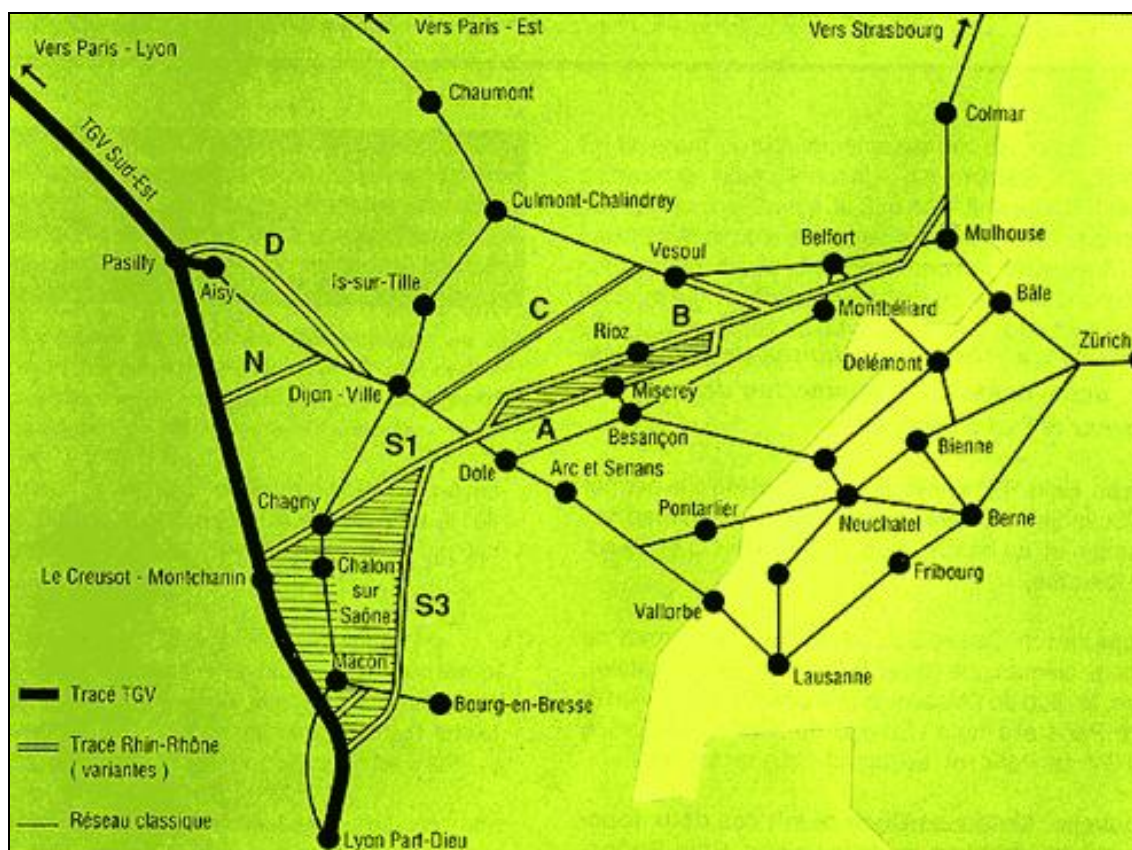 Vers Paris - Lyon
Vers Paris - Est
Vers Strasbourg
Chaumont
Colmar
TGV Sud-Est
Culmont-Chalindrey
D
Vesoul
Belfort
Mulhouse
Pasilly
Aisy
Is-sur-Tille
C
Bâle
Rioz
B
Montbéliard
Zürich
N
Delémont
Dijon - Ville
Miserey
A
Besançon
S1
Dole
Arc et Senans
Bienne
Chagny
Pontarlier
Neuchatel
Berne
Le Creusot - Montchanin
Chalon
sur
Saône
S3
Fribourg
Vallorbe
Macon
Lausanne
Bourg-en-Bresse
Tracé TGV
Tracé Rhin-Rhône
( variantes )
Réseau classique
Lyon Part-Dieu